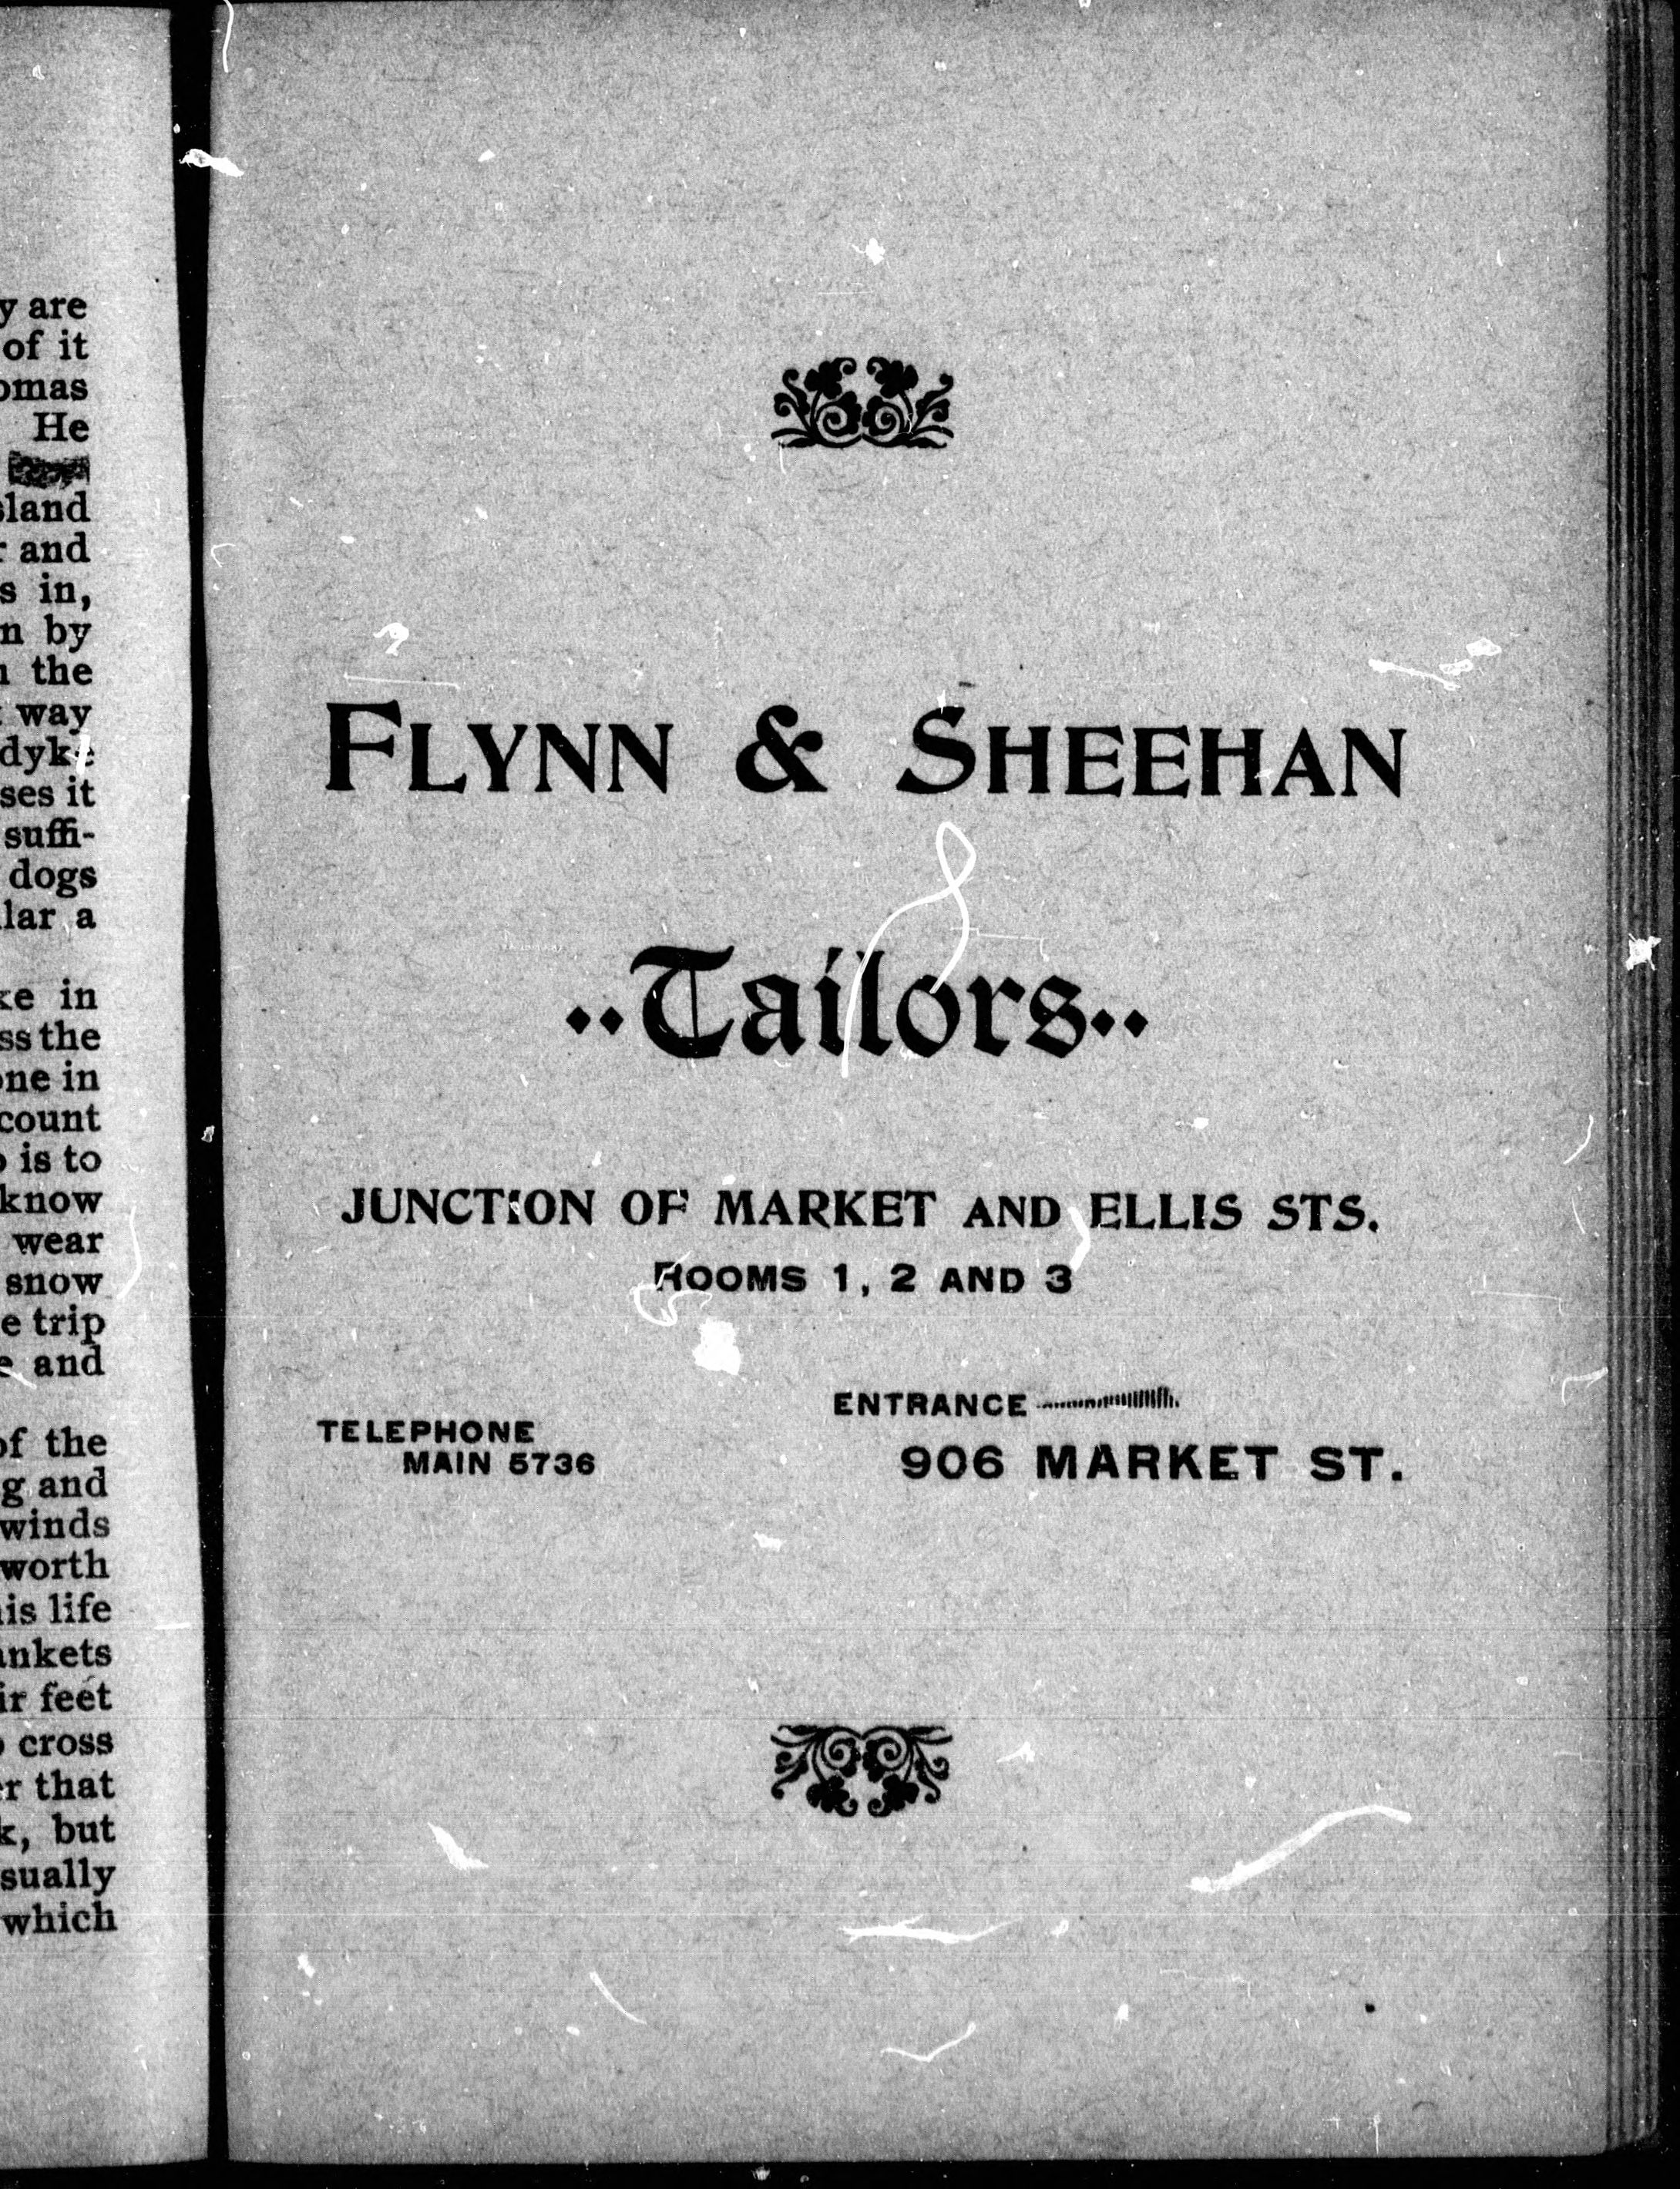 y are
of it
omas
He
sland
r and
s in,
n by
n the
way
dyke
ses it
suffi-
dogs
lar a
ke in
ss the
one in
count
o is to
know
wear
snow
e trip
e and
of the
g and
winds
worth
is life
ankets
ir feet
o cross
er that
k, but
sually
which
FLYNN & SHEEHAN
..Tailors..
JUNCTION OF MARKET AND ELLIS STS.
ROOMS 1, 2 AND 3
TELEPHONE
MAIN 5736
ENTRANCE
906 MARKET ST.